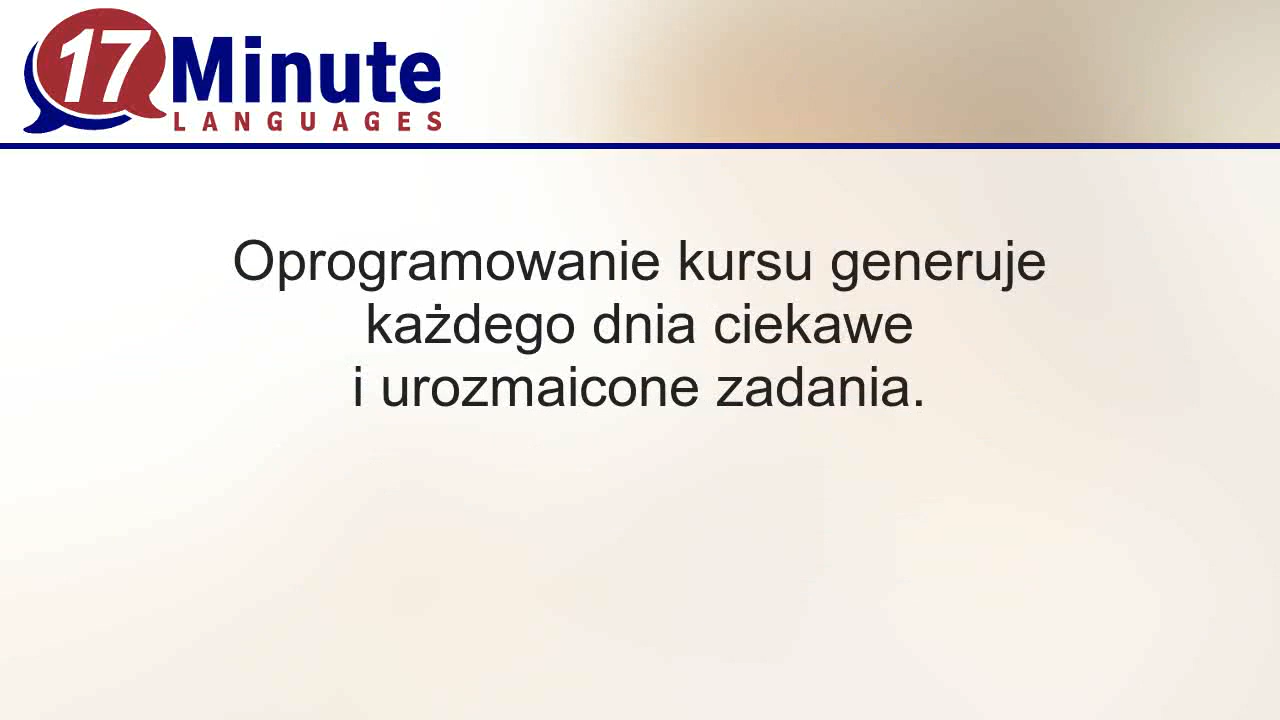 17 Minute
LANGUAGES
Oprogramowanie kursu generuje
każdego dnia ciekawe
i urozmaicone zadania.